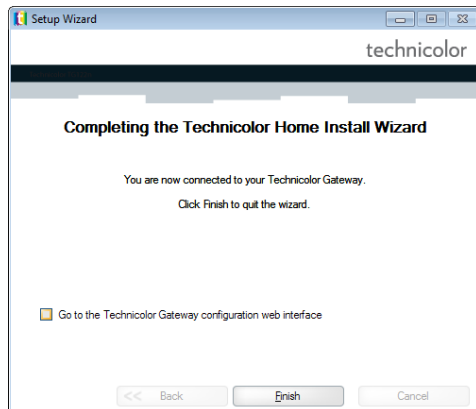 Setup Wizard
technicolor
Completing the Technicolor Home Install Wizard
You are now connected to your Technicolor Gateway.
Click Finish to quit the wizard.
Go to the Technicolor Gateway configuration web interface
<< Back Finish Cancel